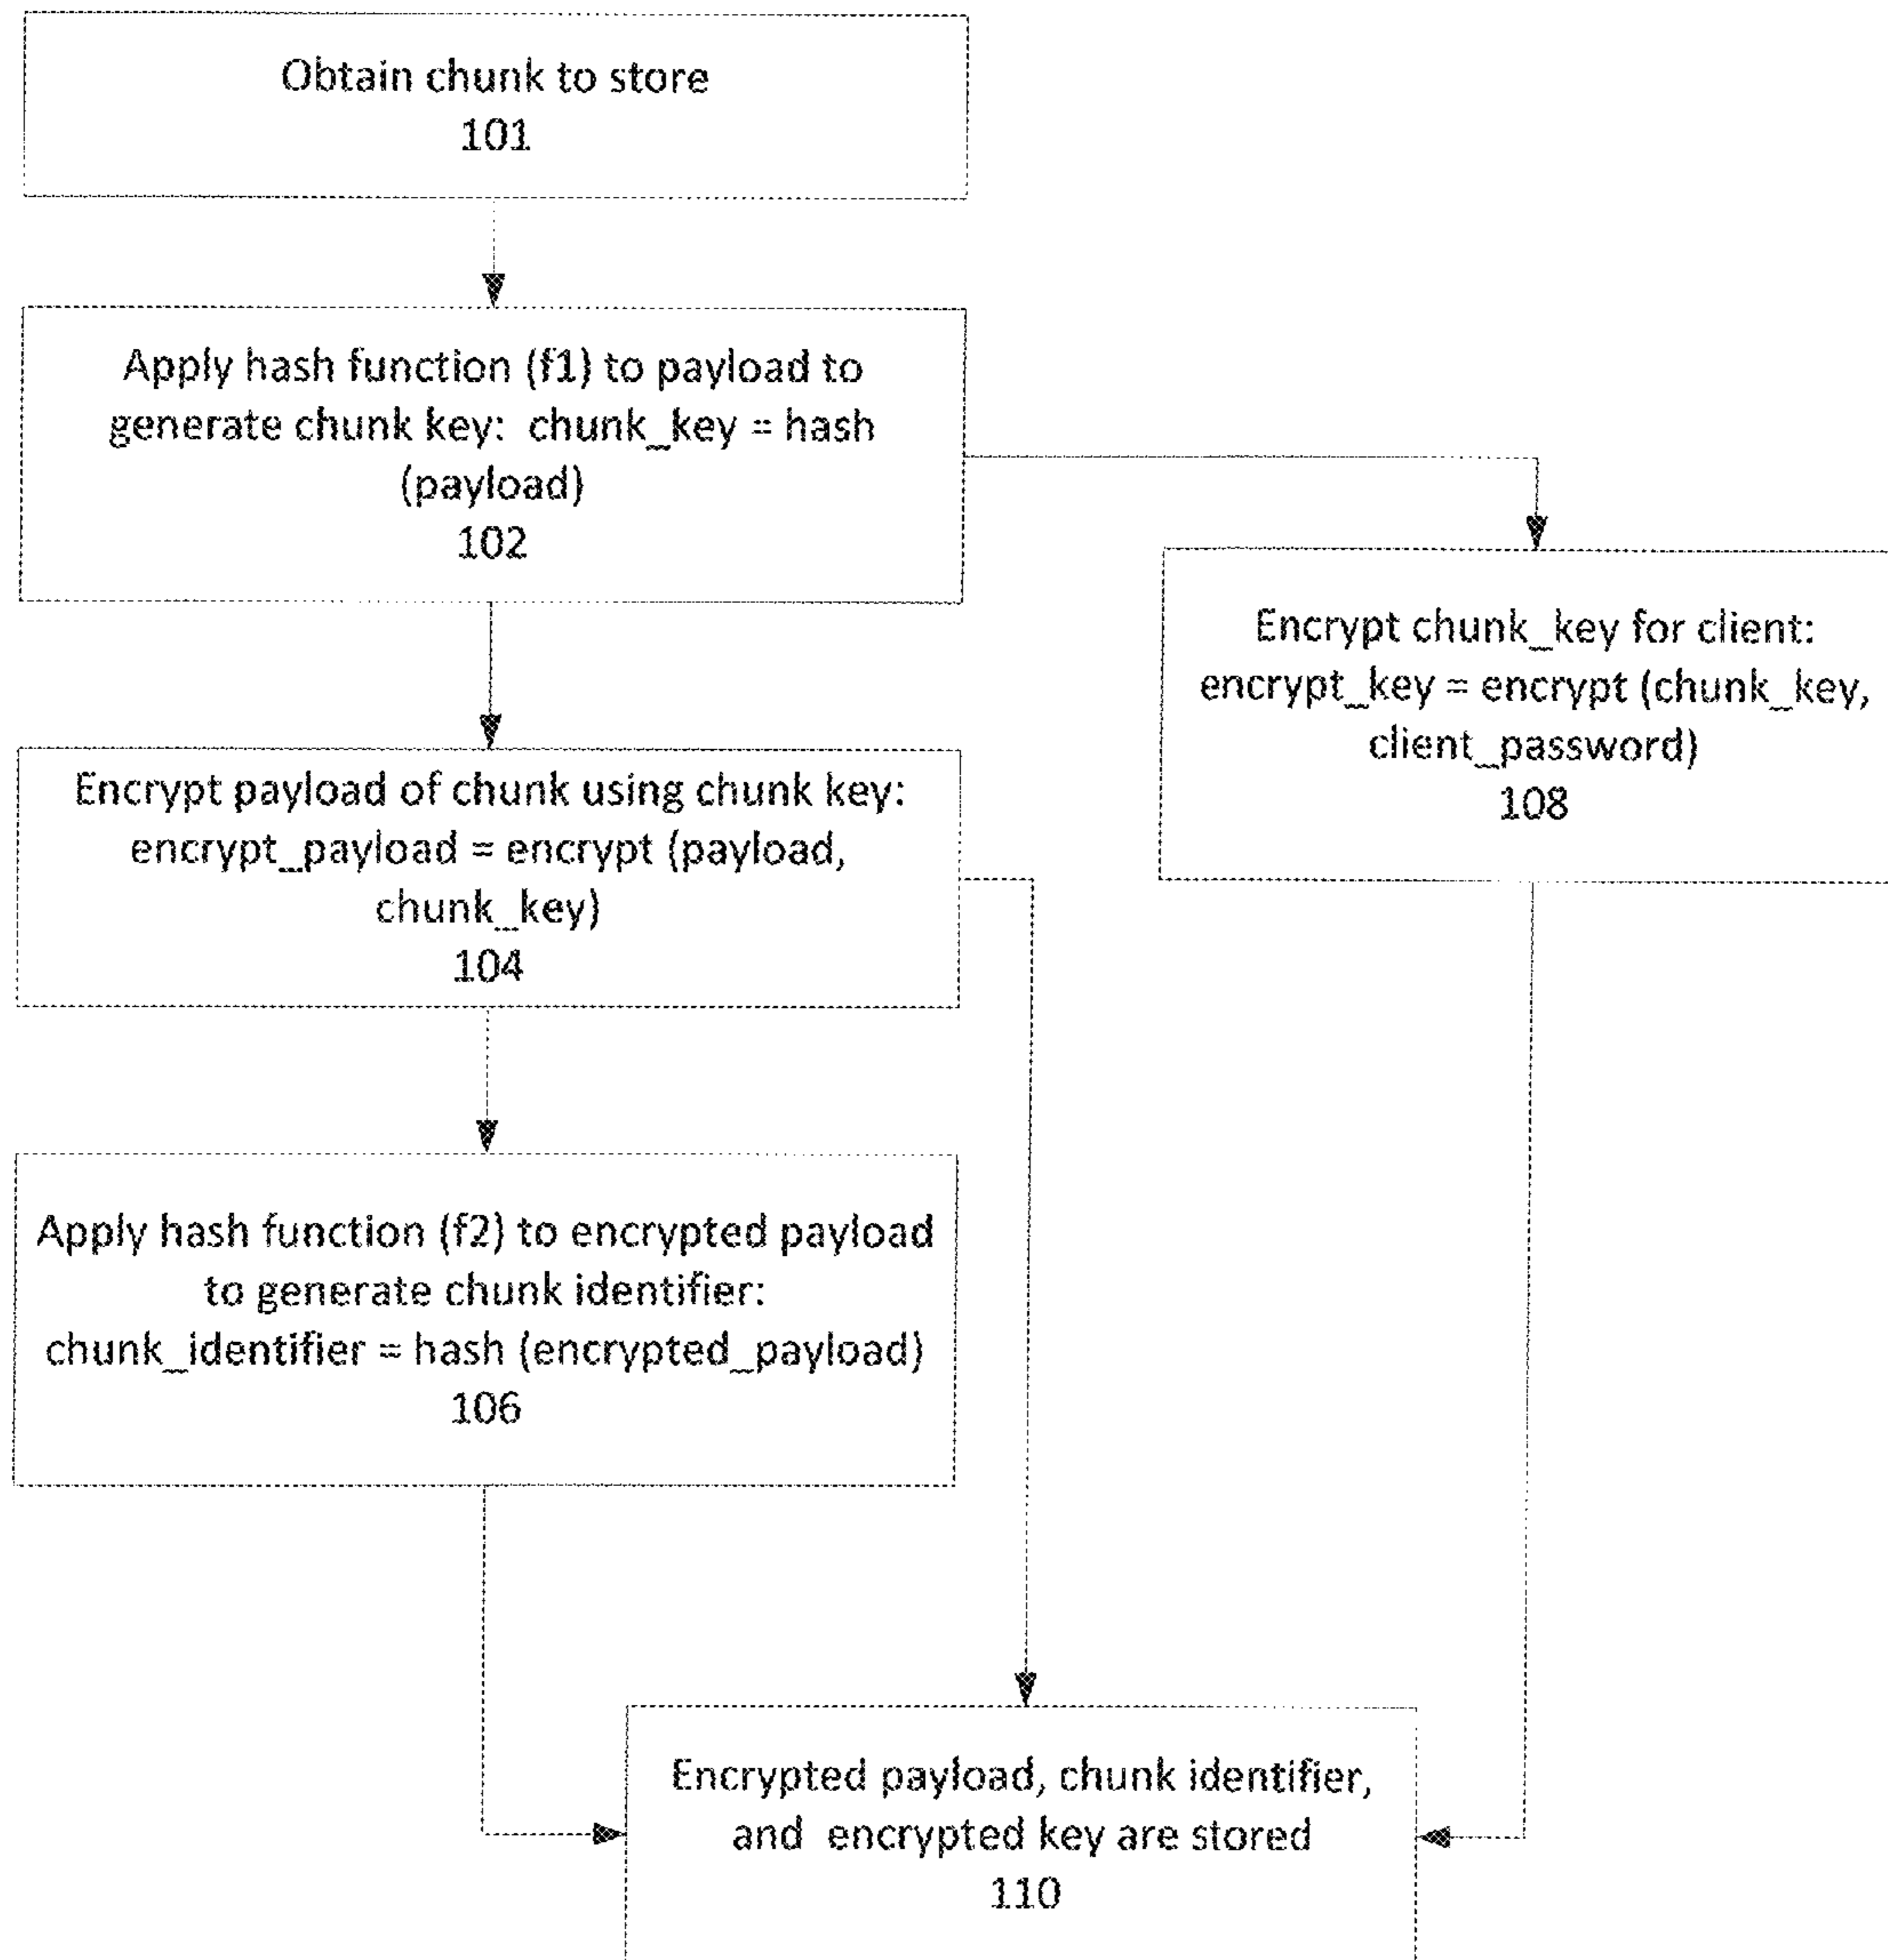 Obtain chunk to store
101
Apply hash function (f1) to payload to
generate chunk key: chunk_key = hash
(payload)
102
Encrypt chunk_key for client:
encrypt_key = encrypt (chunk_key,
client_password)
108
Encrypt payload of chunk using chunk key:
encrypt_payload = encrypt (payload,
chunk_key)
104
Apply hash function (f2) to encrypted payload
to generate chunk identifier:
chunk_identifier = hash (encrypted_payload)
106
Encrypted payload, chunk identifier,
and encrypted key are stored
110